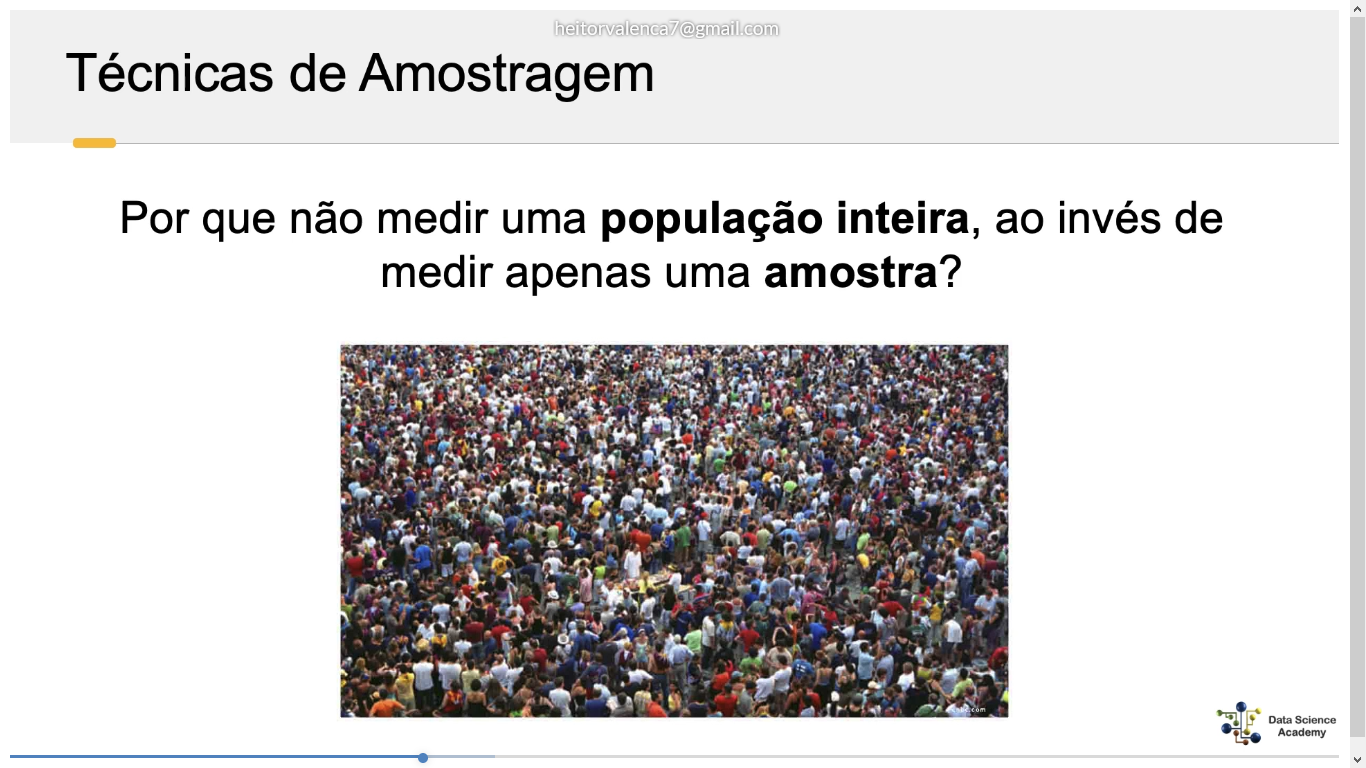 heitorvalenca7@gmail.com
Técnicas de Amostragem
Por que não medir uma população inteira, ao invés de
medir apenas uma amostra?
Data Science
Academy